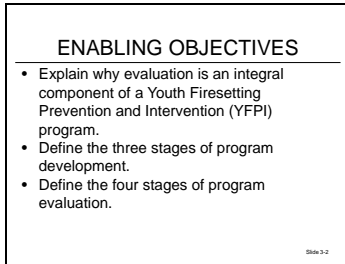 ENABLING OBJECTIVES
• Explain why evaluation is an integral
component of a Youth Firesetting
Prevention and Intervention (YFPI)
program.
• Define the three stages of program
development.
• Define the four stages of program
evaluation.
Slide 3-2